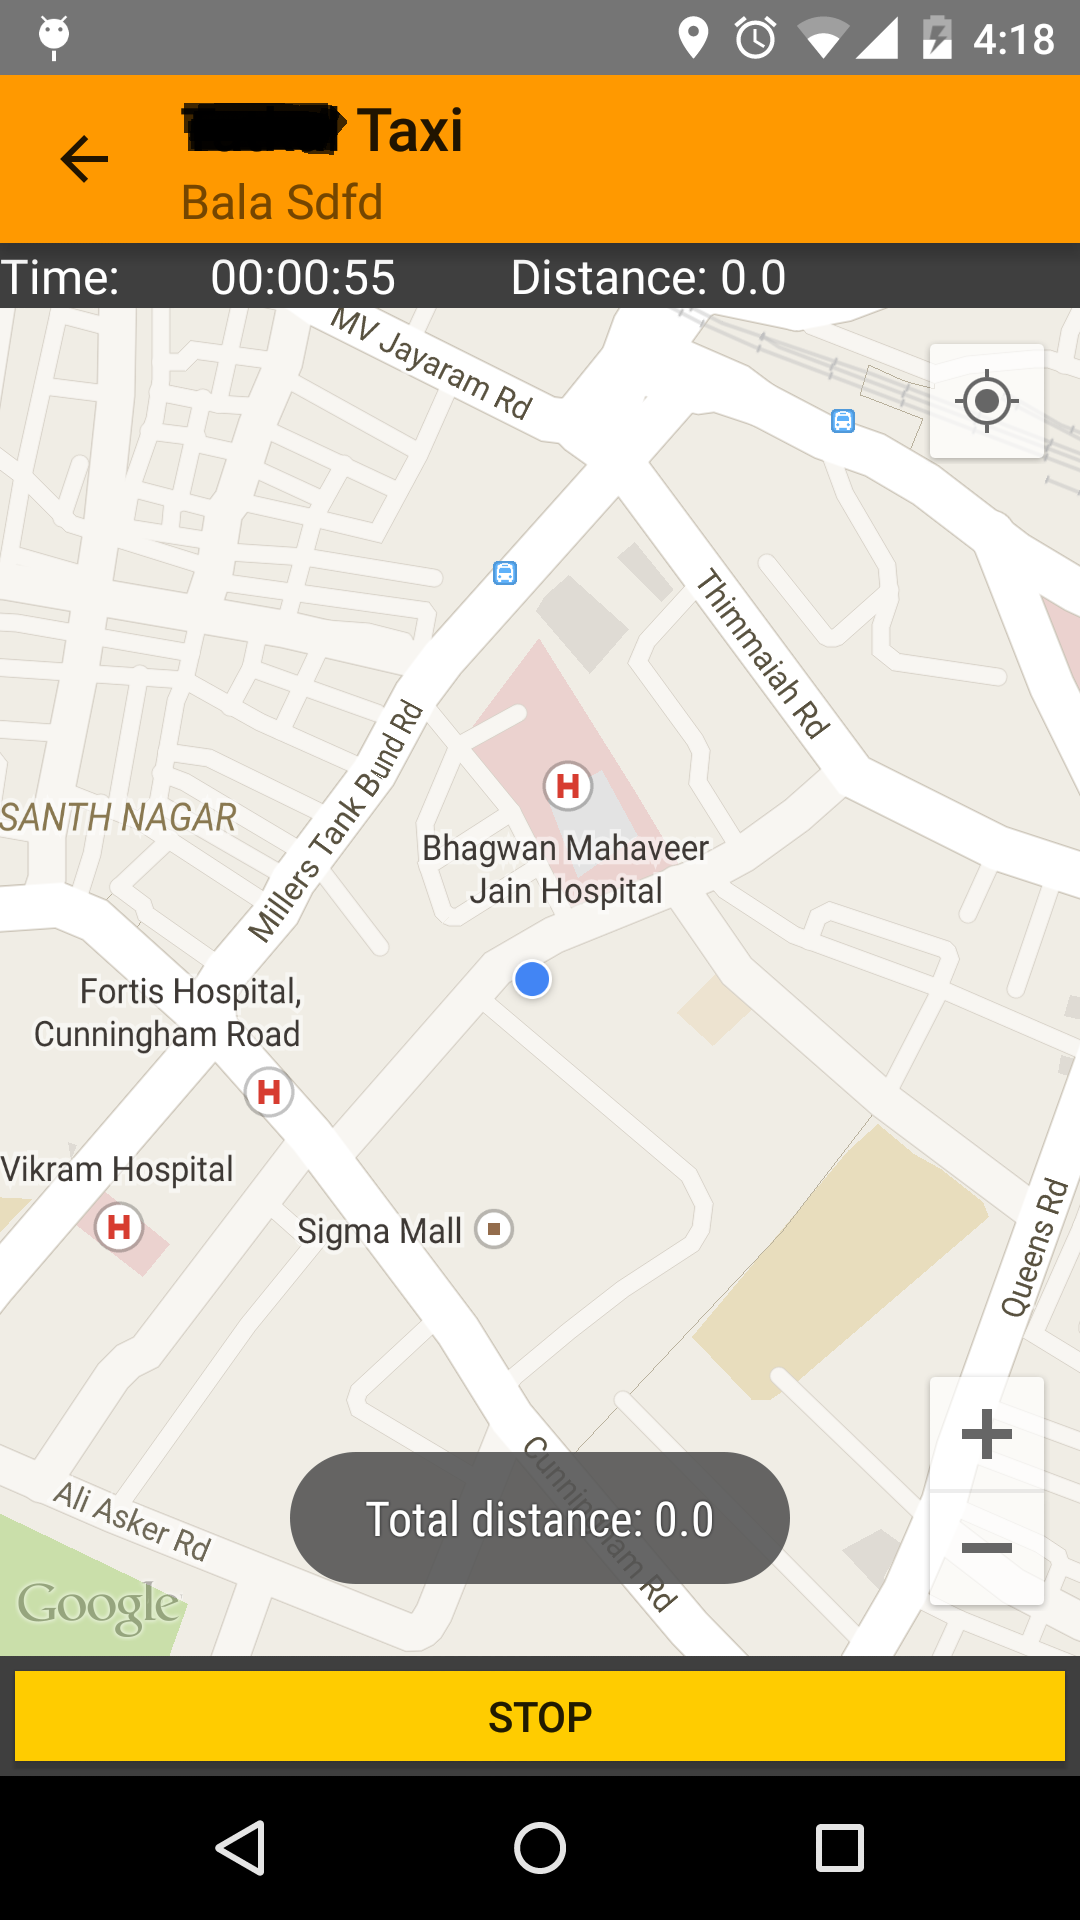 4:18
Taxi
Bala Sdfd
Time: 00:00:55 Distance: 0.0
MV Jayaram Rd
Thimmaiah Rd
Millers Tank Bund Rd
SANTH NAGAR
Bhagwan Mahaveer
Jain Hospital
Fortis Hospital,
Cunningham Road
Vikram Hospital
Sigma Mall
Queens Rd
Cunningham Rd
Total distance: 0.0
Ali Asker Rd
Google
STOP